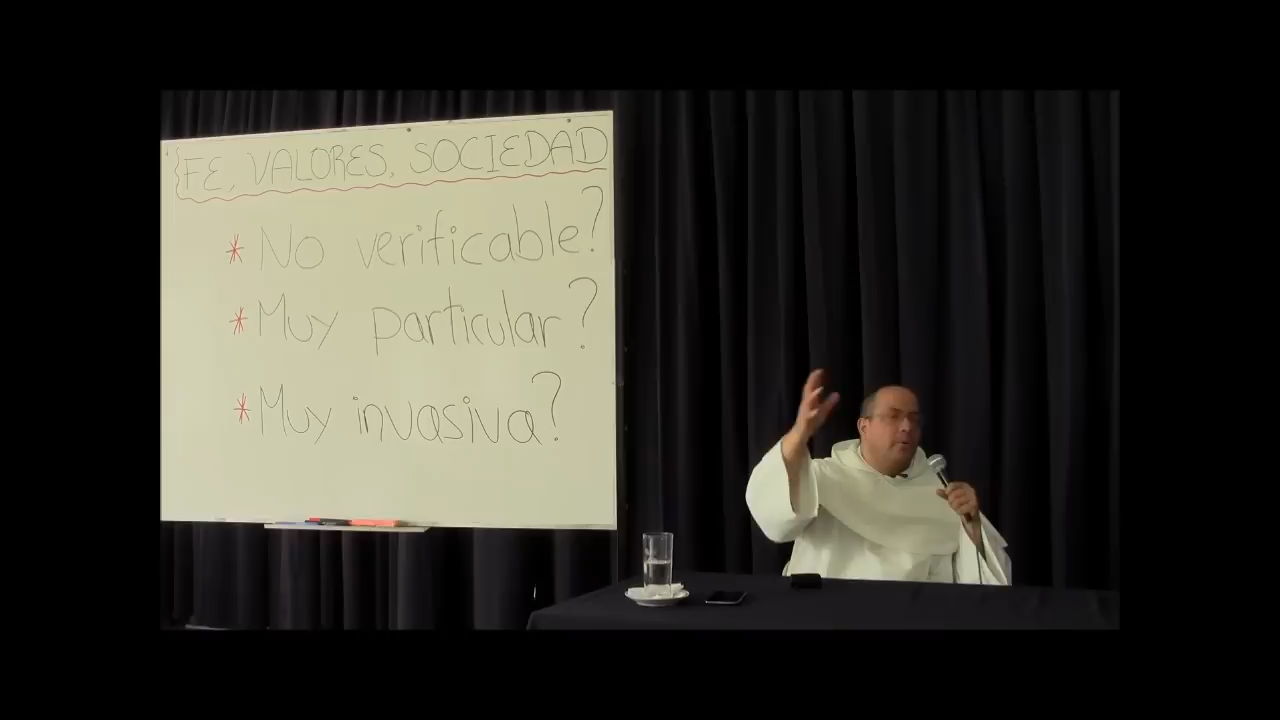 FE, VALORES, SOCIEDAD
* No verificable?
* Muy particular?
* Muy invasiva?